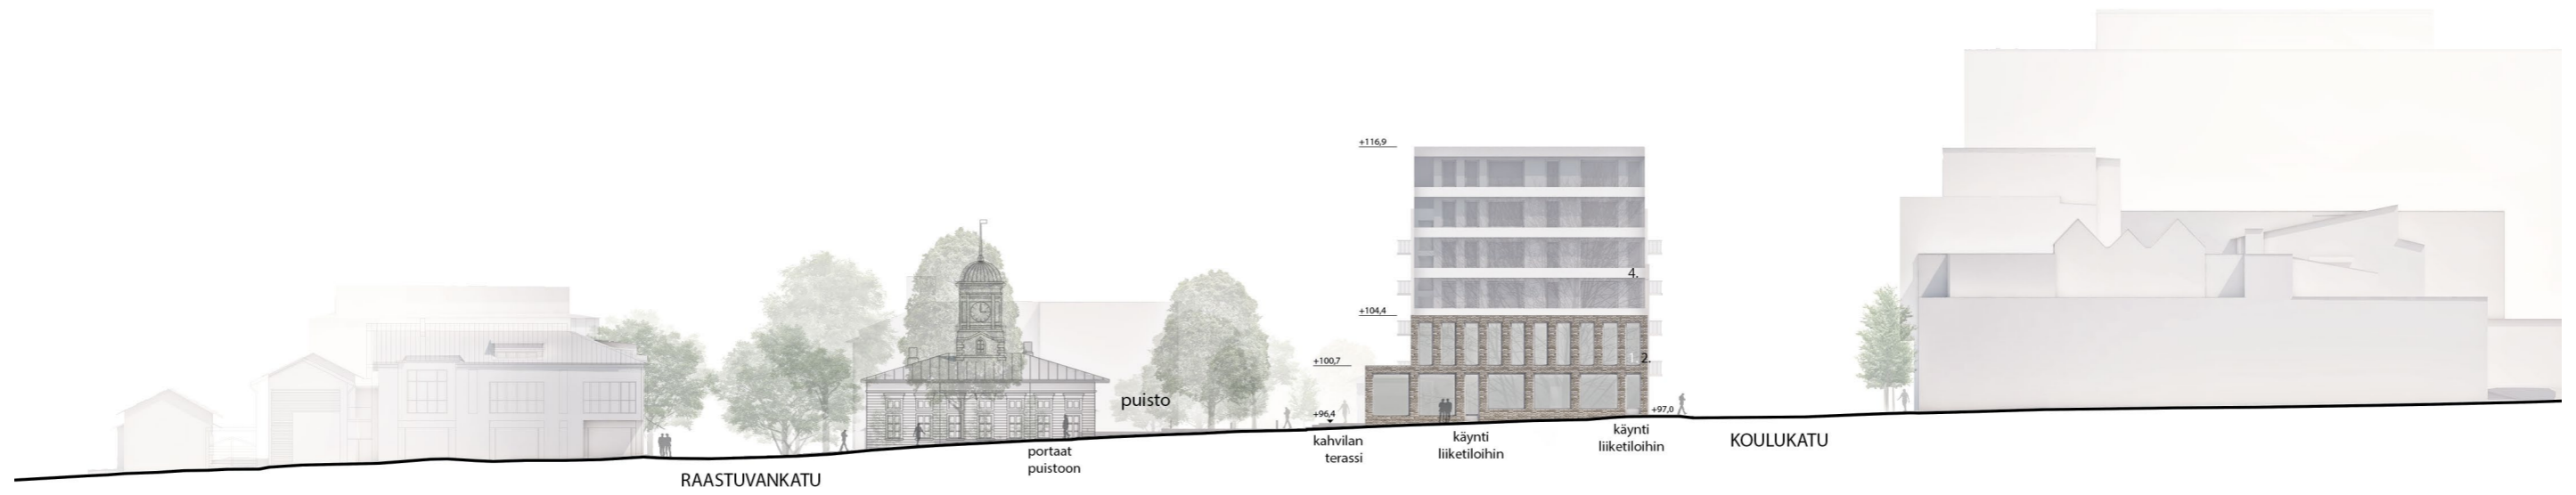 +116,9
4.
+104,4
1. 2.
+100,7
puisto
+96,4
+97,0
kahvilan
terassi
käynti
liiketiloihin
käynti
liiketiloihin
KOULUKATU
portaat
puistoon
RAASTUVANKATU